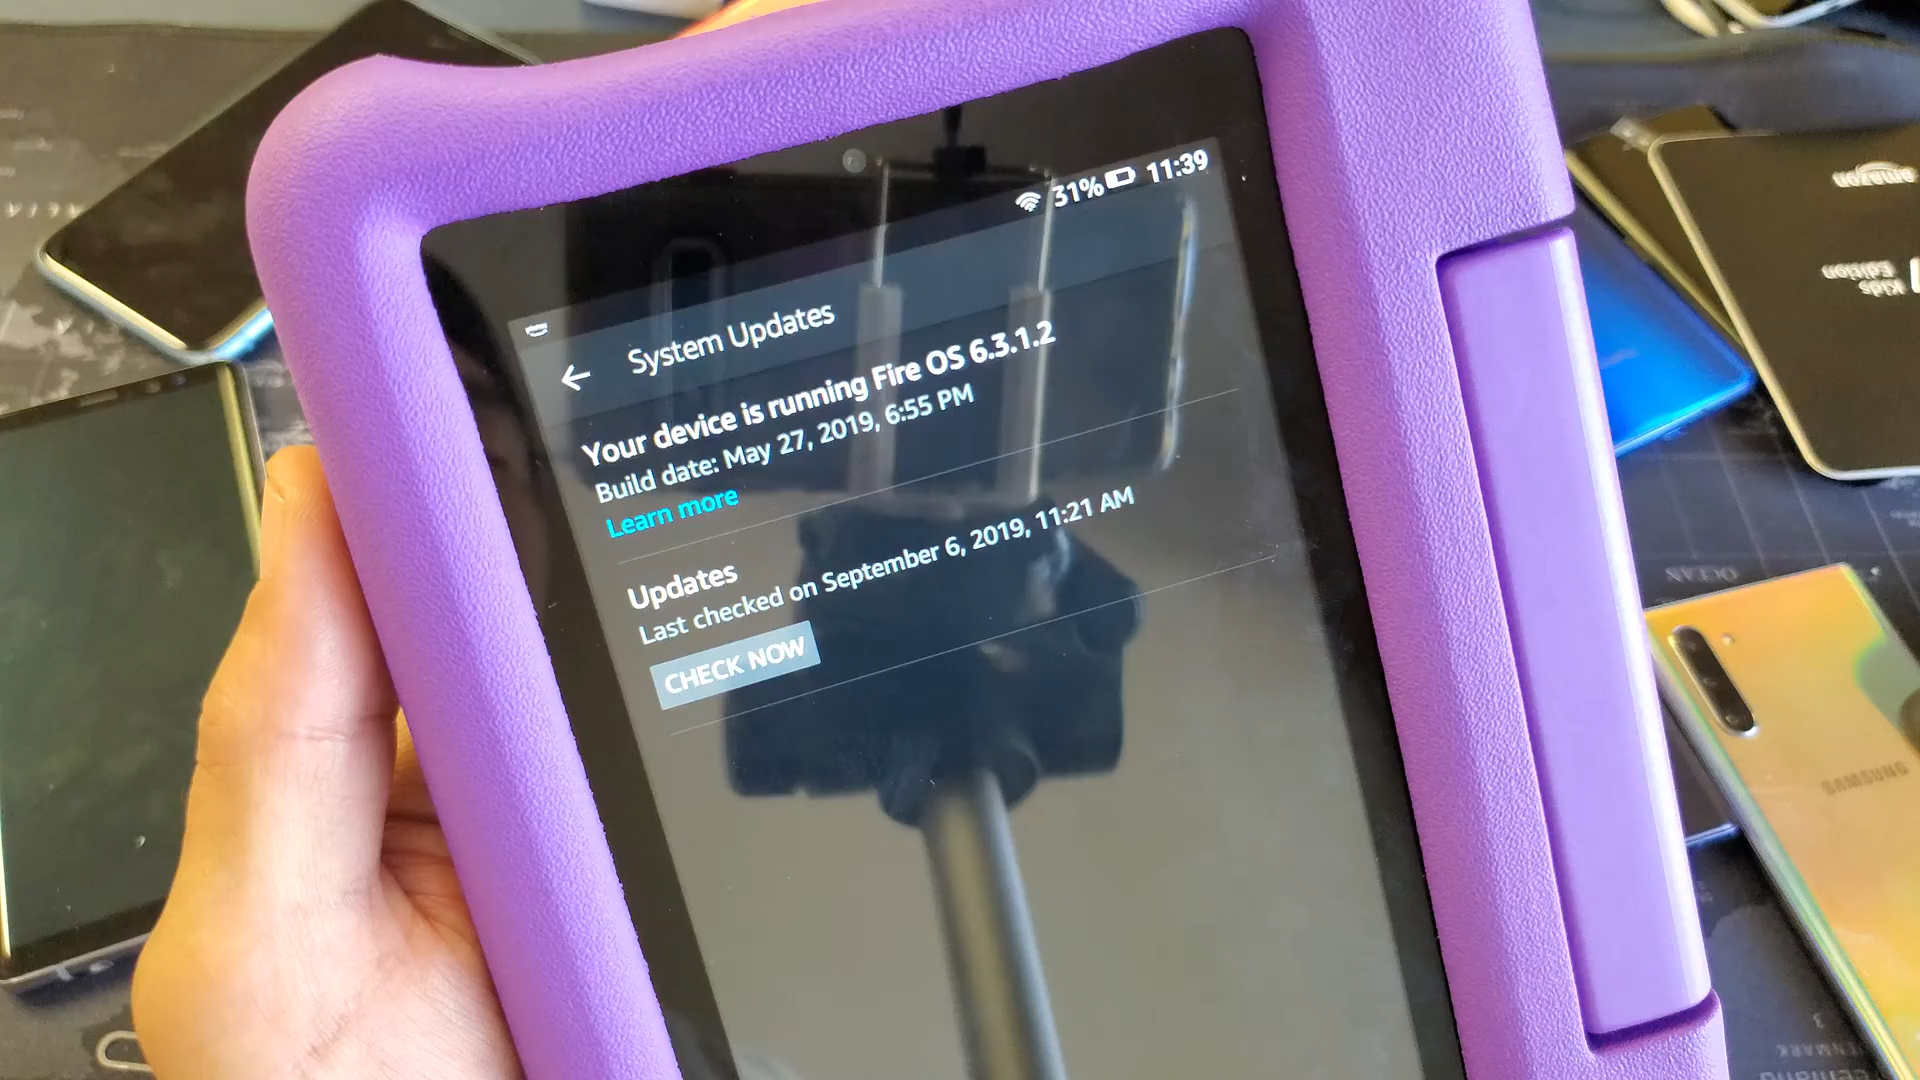 31% 11:39
System Updates
Your device is running Fire OS 6.3.1.2
Build date: May 27, 2019, 6:55 PM
Learn more
Updates
Last checked on September 6, 2019, 11:21 AM
CHECK NOW
amazon
Kids
Edition
OCEAN
SAMSUNG